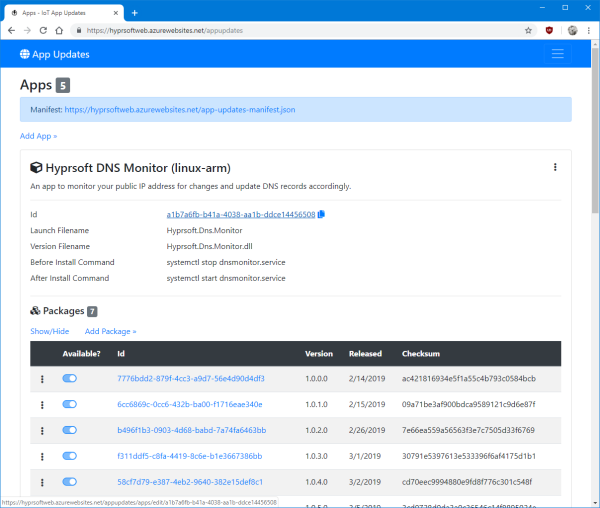 Apps - IoT App Updates
https://hyprsoftweb.azurewebsites.net/appupdates
App Updates
Apps 5
Manifest: https://hyprsoftweb.azurewebsites.net/app-updates-manifest.json
Add App »
Hyprsoft DNS Monitor (linux-arm)
An app to monitor your public IP address for changes and update DNS records accordingly.
Id a1b7a6fb-b41a-4038-aa1b-ddce14456508
Launch Filename Hyprsoft.Dns.Monitor
Version Filename Hyprsoft.Dns.Monitor.dll
Before Install Command systemctl stop dnsmonitor.service
After Install Command systemctl start dnsmonitor.service
Packages 7
Show/Hide Add Package »
Available? Id Version Released Checksum
7776bdd2-879f-4cc3-a9d7-56e4d90d4df3 1.0.0.0 2/14/2019 ac421816934e5f1a55c4b793c0584bcb
6cc6869c-0cc6-432b-ba00-f1716eae340e 1.0.1.0 2/15/2019 09a71be3af900bdca9589121c9d6e87f
b496f1b3-0903-4d68-babd-7a74fa6463bb 1.0.2.0 2/26/2019 7e66ea559a56563f3e7c7505d33f6769
f311ddf5-c8fa-4419-8c6e-b1e3667386bb 1.0.3.0 3/1/2019 30791e5397613e533396f6af4175d1b1
58cf7d79-e387-4eb2-9640-382e15def8c1 1.0.4.0 3/2/2019 cd70eec9994880e9fd8f776c301c548f
https://hyprsoftweb.azurewebsites.net/appupdates/apps/edit/a1b7a6fb-b41a-4038-aa1b-ddce14456508